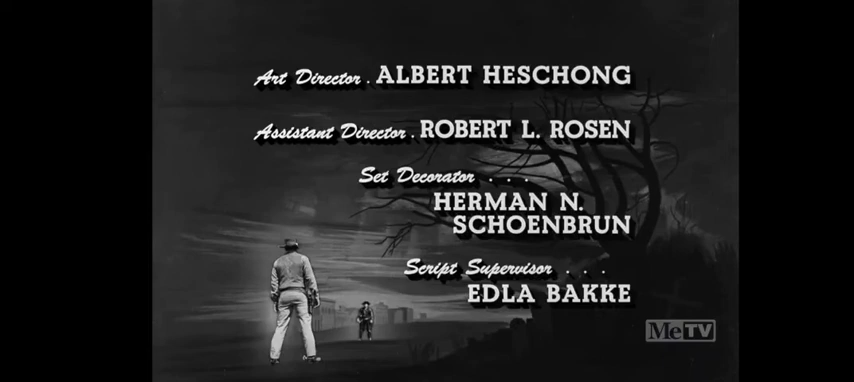 Art Director . ALBERT HESCHONG
Assistant Director . ROBERT L. ROSEN
Set Decorator . . .
HERMAN N.
SCHOENBRUN
Script Supervisor . . .
EDLA BAKKE
MeTV